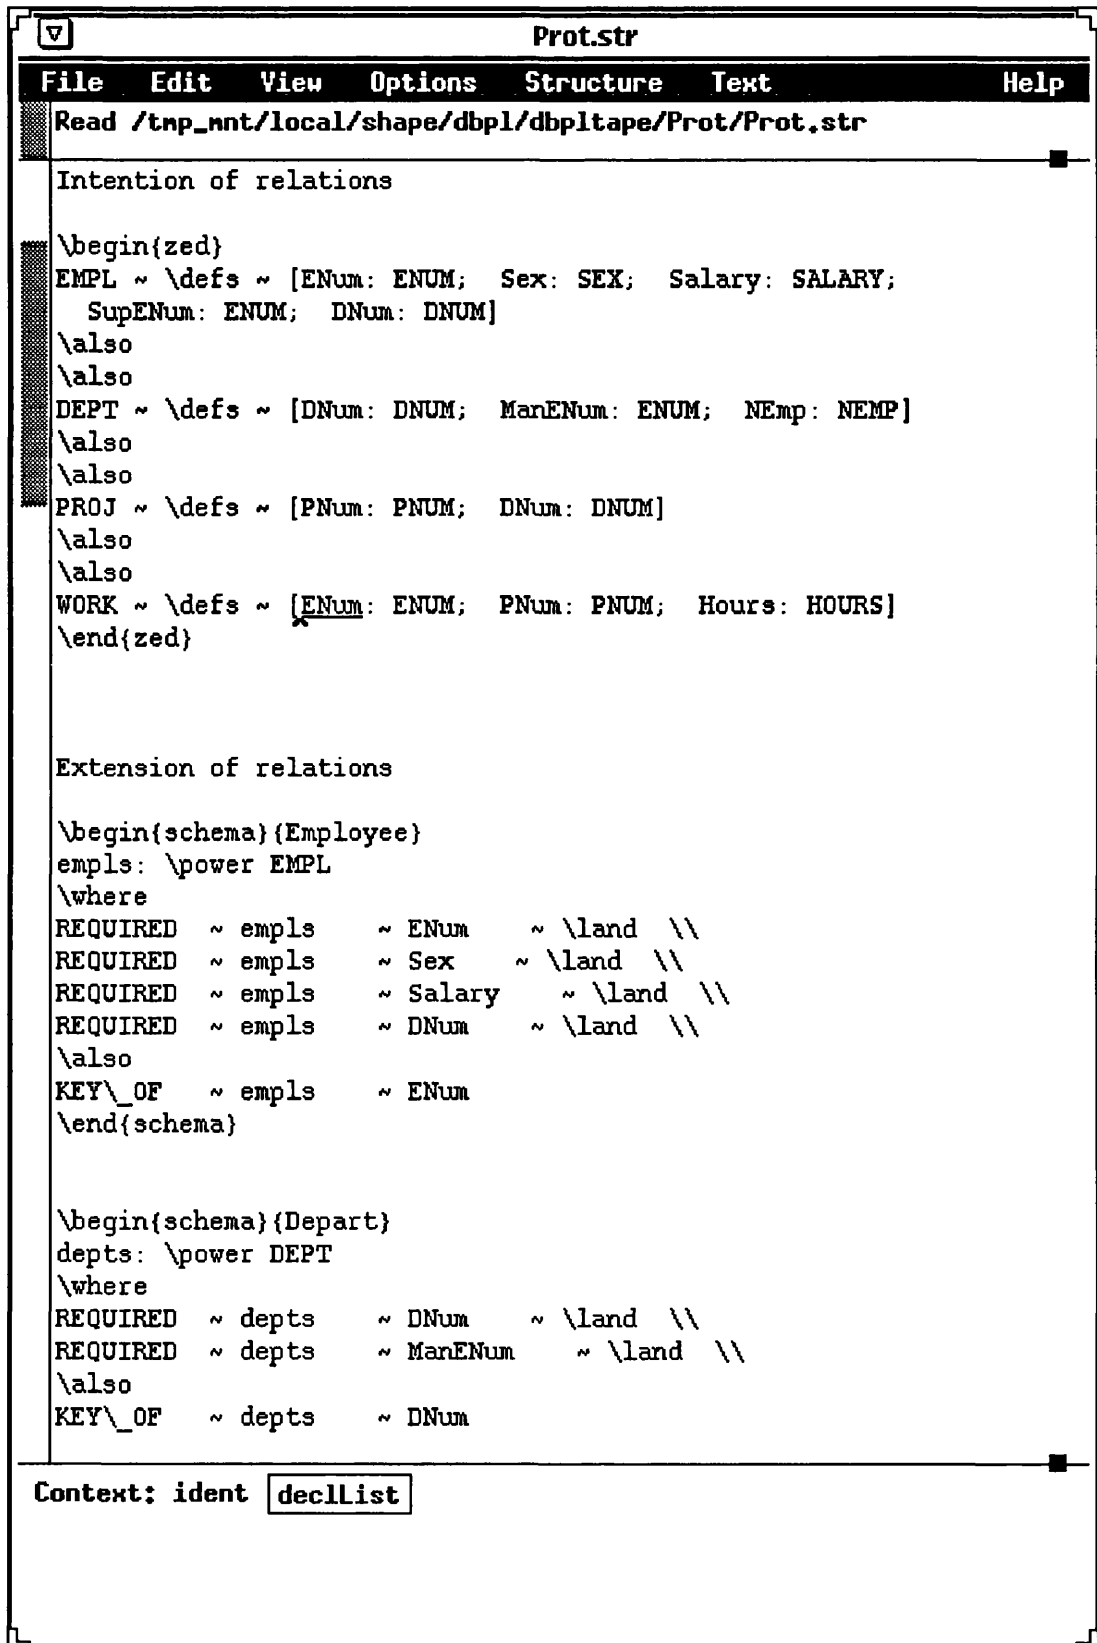 Prot.str
File Edit View Options Structure Text Help
Read /tmp_mnt/local/shape/dbpl/dbpltape/Prot/Prot.str
Intention of relations
\begin{zed}
EMPL ~ \defs ~ [ENum: ENUM; Sex: SEX; Salary: SALARY;
SupENum: ENUM; DNum: DNUM]
\also
\also
DEPT ~ \defs ~ [DNum: DNUM; ManENum: ENUM; NEmp: NEMP]
\also
\also
PROJ ~ \defs ~ [PNum: PNUM; DNum: DNUM]
\also
\also
WORK ~ \defs ~ [ENum: ENUM; PNum: PNUM; Hours: HOURS]
\end{zed}
Extension of relations
\begin{schema}{Employee}
empls: \power EMPL
\where
REQUIRED ~ empls ~ ENum ~ \land \\
REQUIRED ~ empls ~ Sex ~ \land \\
REQUIRED ~ empls ~ Salary ~ \land \\
REQUIRED ~ empls ~ DNum ~ \land \\
\also
KEY\_OF ~ empls ~ ENum
\end{schema}
\begin{schema}{Depart}
depts: \power DEPT
\where
REQUIRED ~ depts ~ DNum ~ \land \\
REQUIRED ~ depts ~ ManENum ~ \land \\
\also
KEY\_OF ~ depts ~ DNum
Context: ident declList